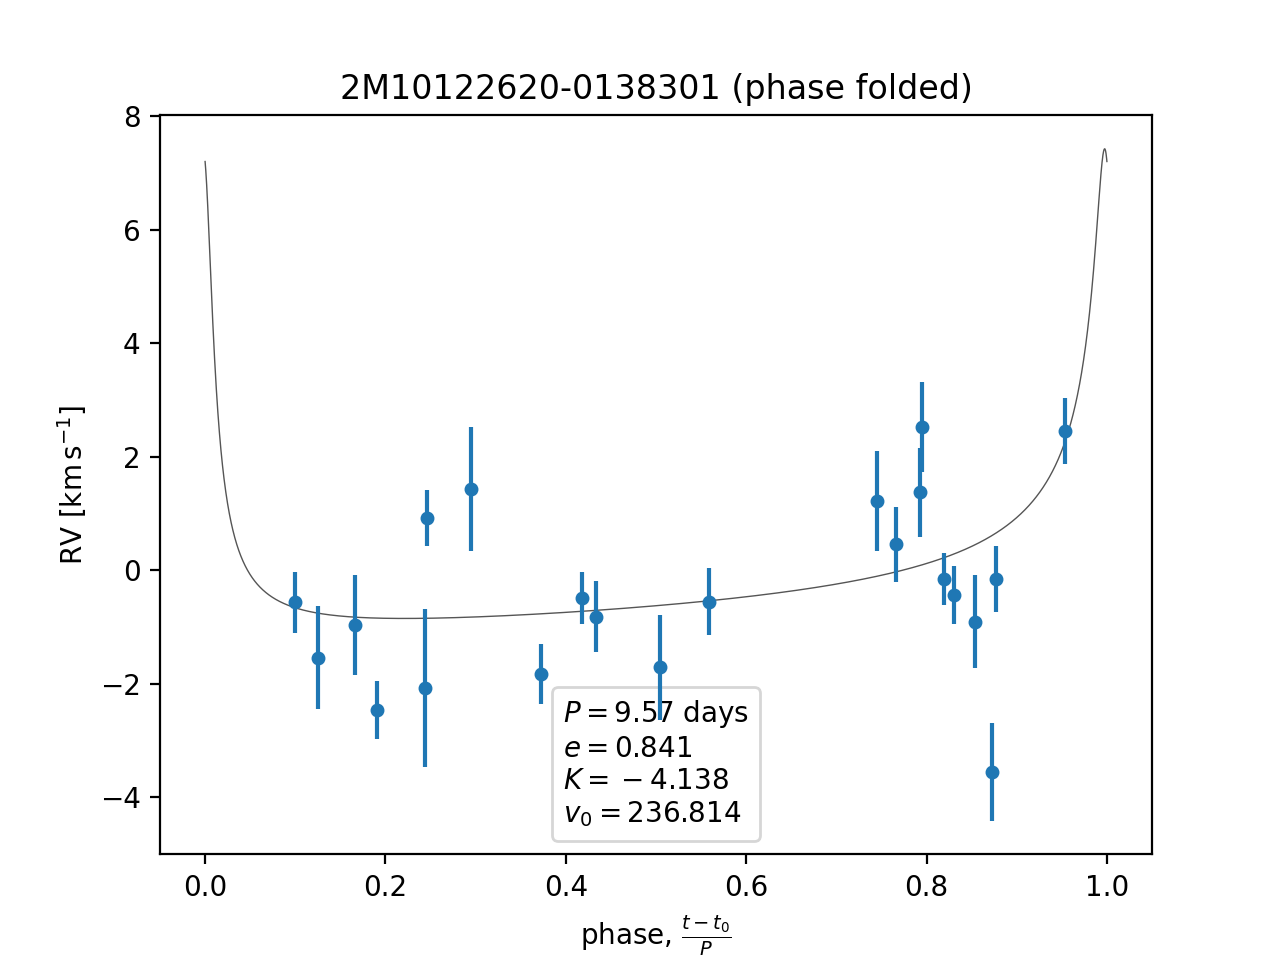 2M10122620-0138301 (phase folded)
8
6
4
2
0
−2
−4
RV [km s⁻¹]
P = 9.57 days
e = 0.841
K = − 4.138
v₀ = 236.814
0.0 0.2 0.4 0.6 0.8 1.0
phase, (t − t₀)/P